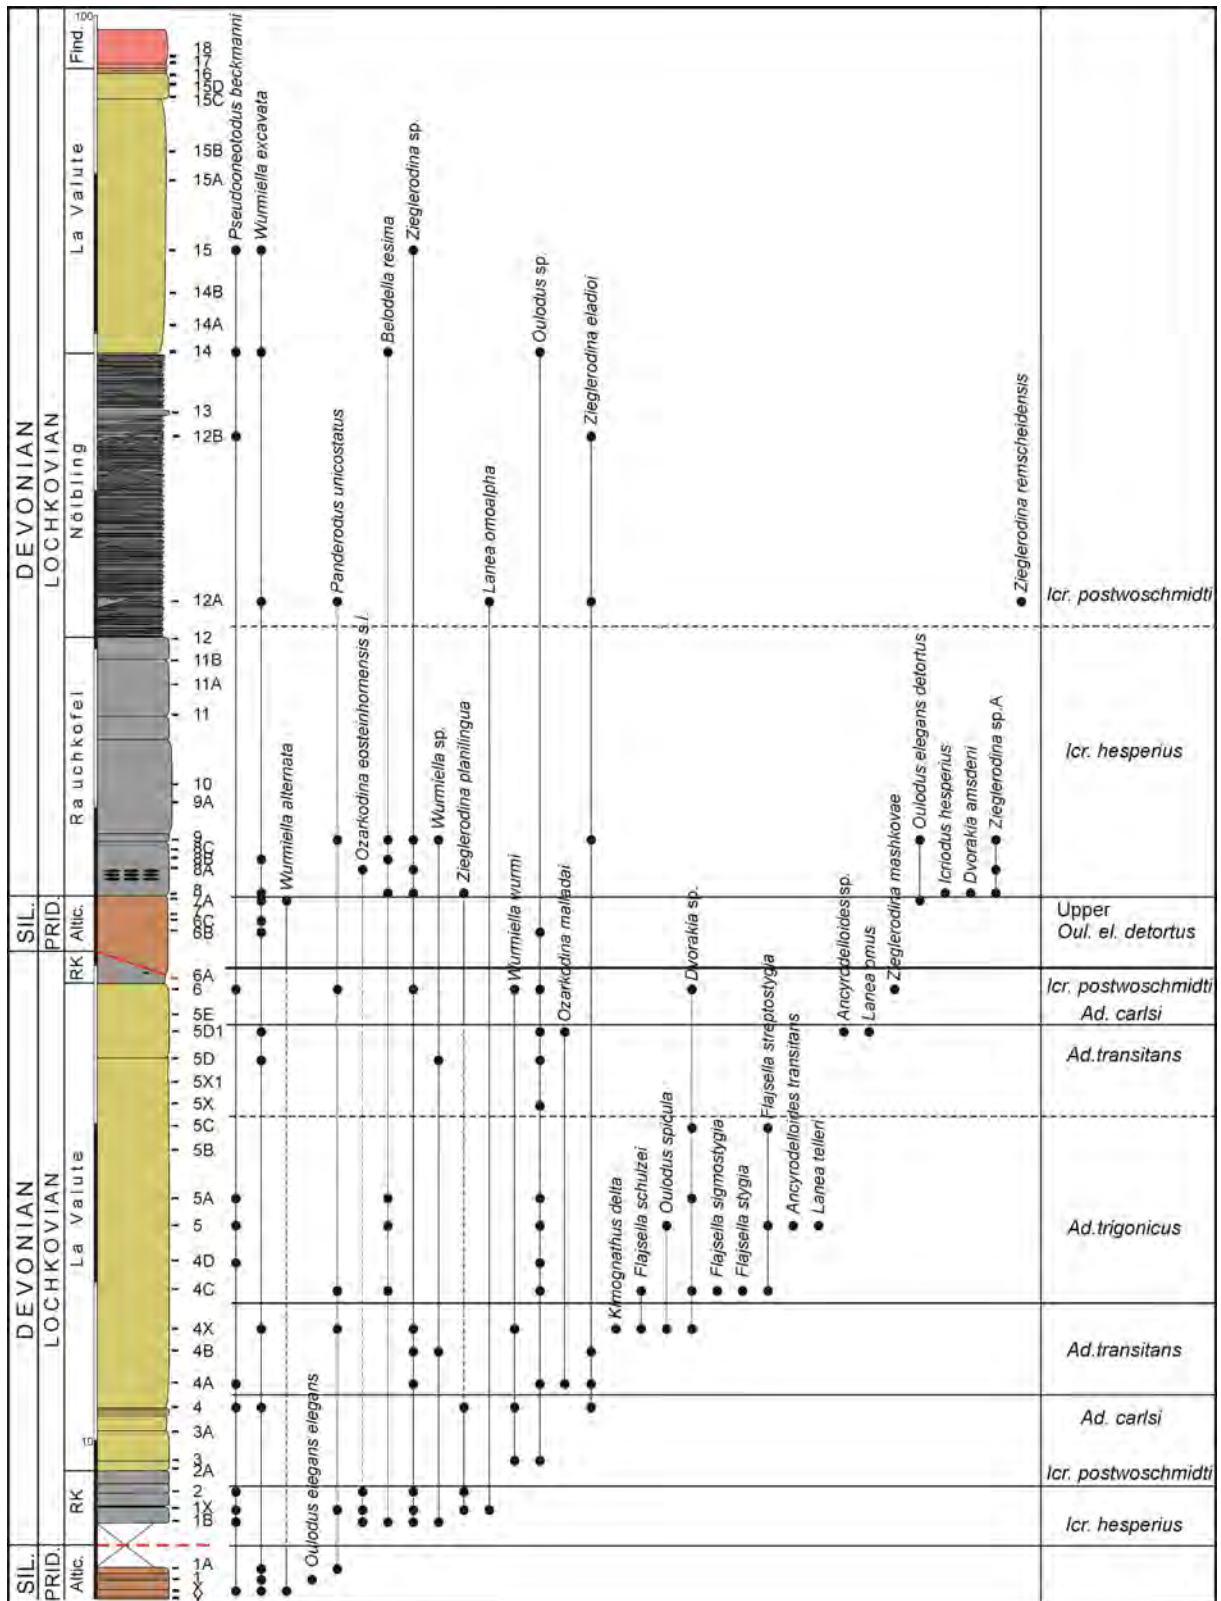 100
Find.
La Valute
Nölbling
Rauchkofel
Altic.
RK
La Valute
RK
Altic.
DEVONIAN
LOCHKOVIAN
SIL.
PRID.
DEVONIAN
LOCHKOVIAN
SIL.
PRID.
10
18
17
16
15D
15C
15B
15A
15
14B
14A
14
13
12B
12A
12
11B
11A
11
10
9A
9
8C
8B
8A
8
7A
6C
6B
6A
6
5E
5D1
5D
5X1
5X
5C
5B
5A
5
4D
4C
4X
4B
4A
4
3A
3
2A
2
1X
1B
1A
1
X
Pseudooneotodus beckmannii
Wurmiella excavata
Wurmiella alternata
Oulodus elegans elegans
Panderodus unicostatus
Ozarkodina eosteinhornensis s.l.
Belodella resima
Zieglerodina sp.
Wurmiella sp.
Zieglerodina planilingua
Lanea omoalpha
Wurmiella wurmi
Oulodus sp.
Ozarkodina malladai
Zieglerodina eladioi
Kimognathus delta
Flajsella schulzei
Oulodus spicula
Dvorakia sp.
Flajsella sigmostygia
Flajsella stygia
Flajsella streptostygia
Ancyrodelloides transitans
Lanea telleri
Ancyrodelloides sp.
Lanea omus
Zieglerodina mashkovae
Oulodus elegans detortus
Icriodus hesperius
Dvorakia amsdeni
Zieglerodina sp.A
Zieglerodina remscheidensis
Icr. postwoschmidti
Icr. hesperius
Upper
Oul. el. detortus
Icr. postwoschmidti
Ad. carlsi
Ad.transitans
Ad.trigonicus
Ad.transitans
Ad. carlsi
Icr. postwoschmidti
Icr. hesperius